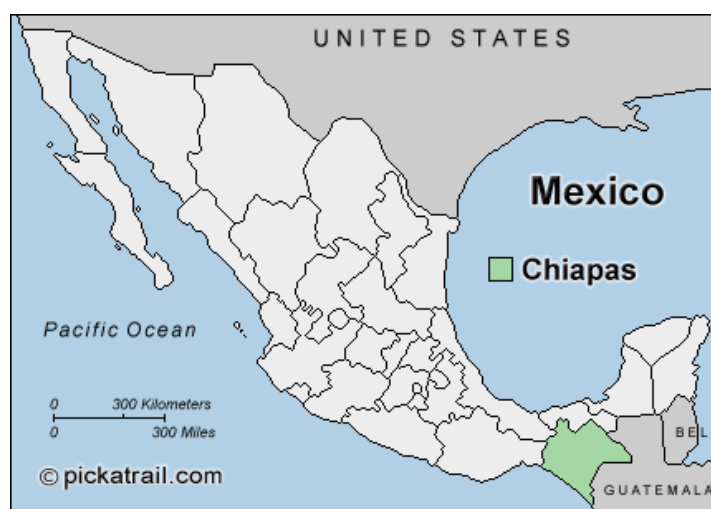 UNITED STATES
Mexico
Chiapas
Pacific Ocean
0 300 Kilometers
0 300 Miles
BEL
© pickatrail.com
GUATEMALA